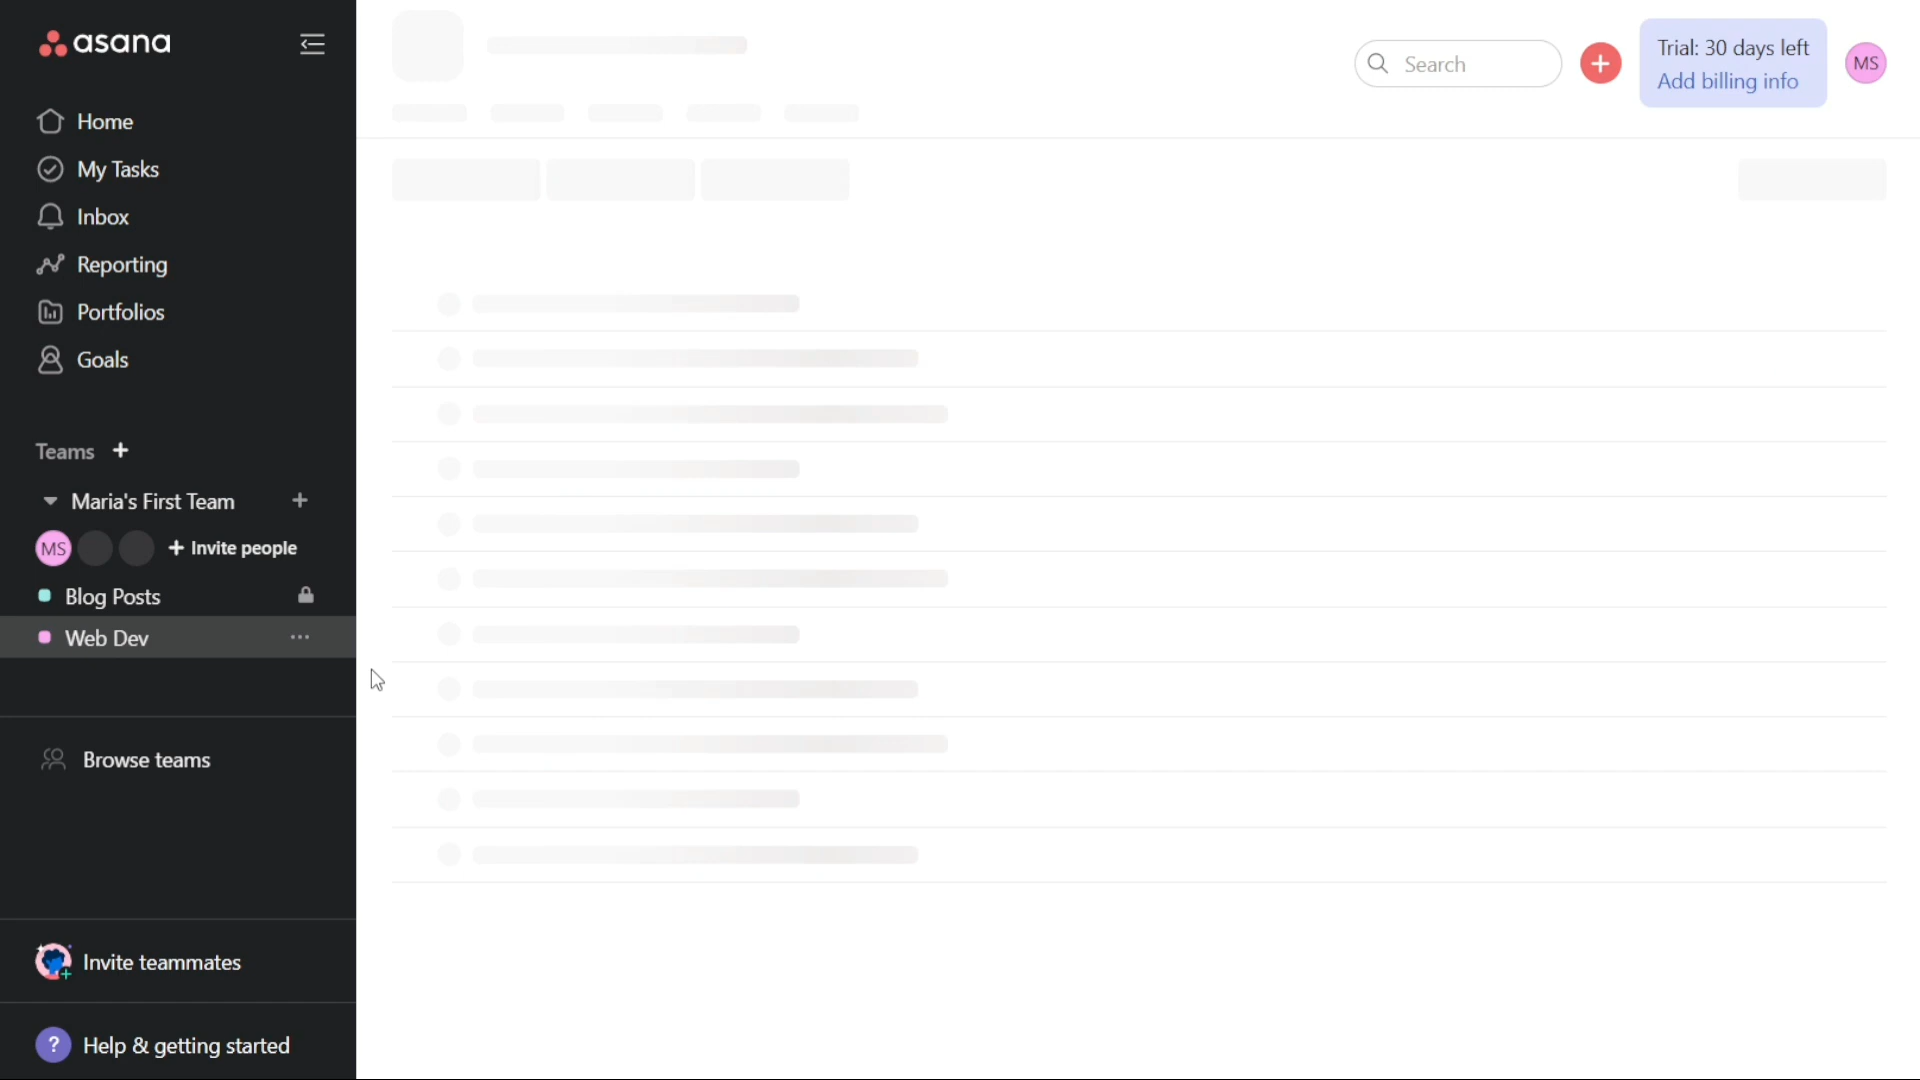 asana
Home
My Tasks
Inbox
Reporting
Portfolios
Goals
Teams +
Maria's First Team +
MS + Invite people
Blog Posts
Web Dev ...
Browse teams
Invite teammates
? Help & getting started
Search
+
Trial: 30 days left
Add billing info
MS